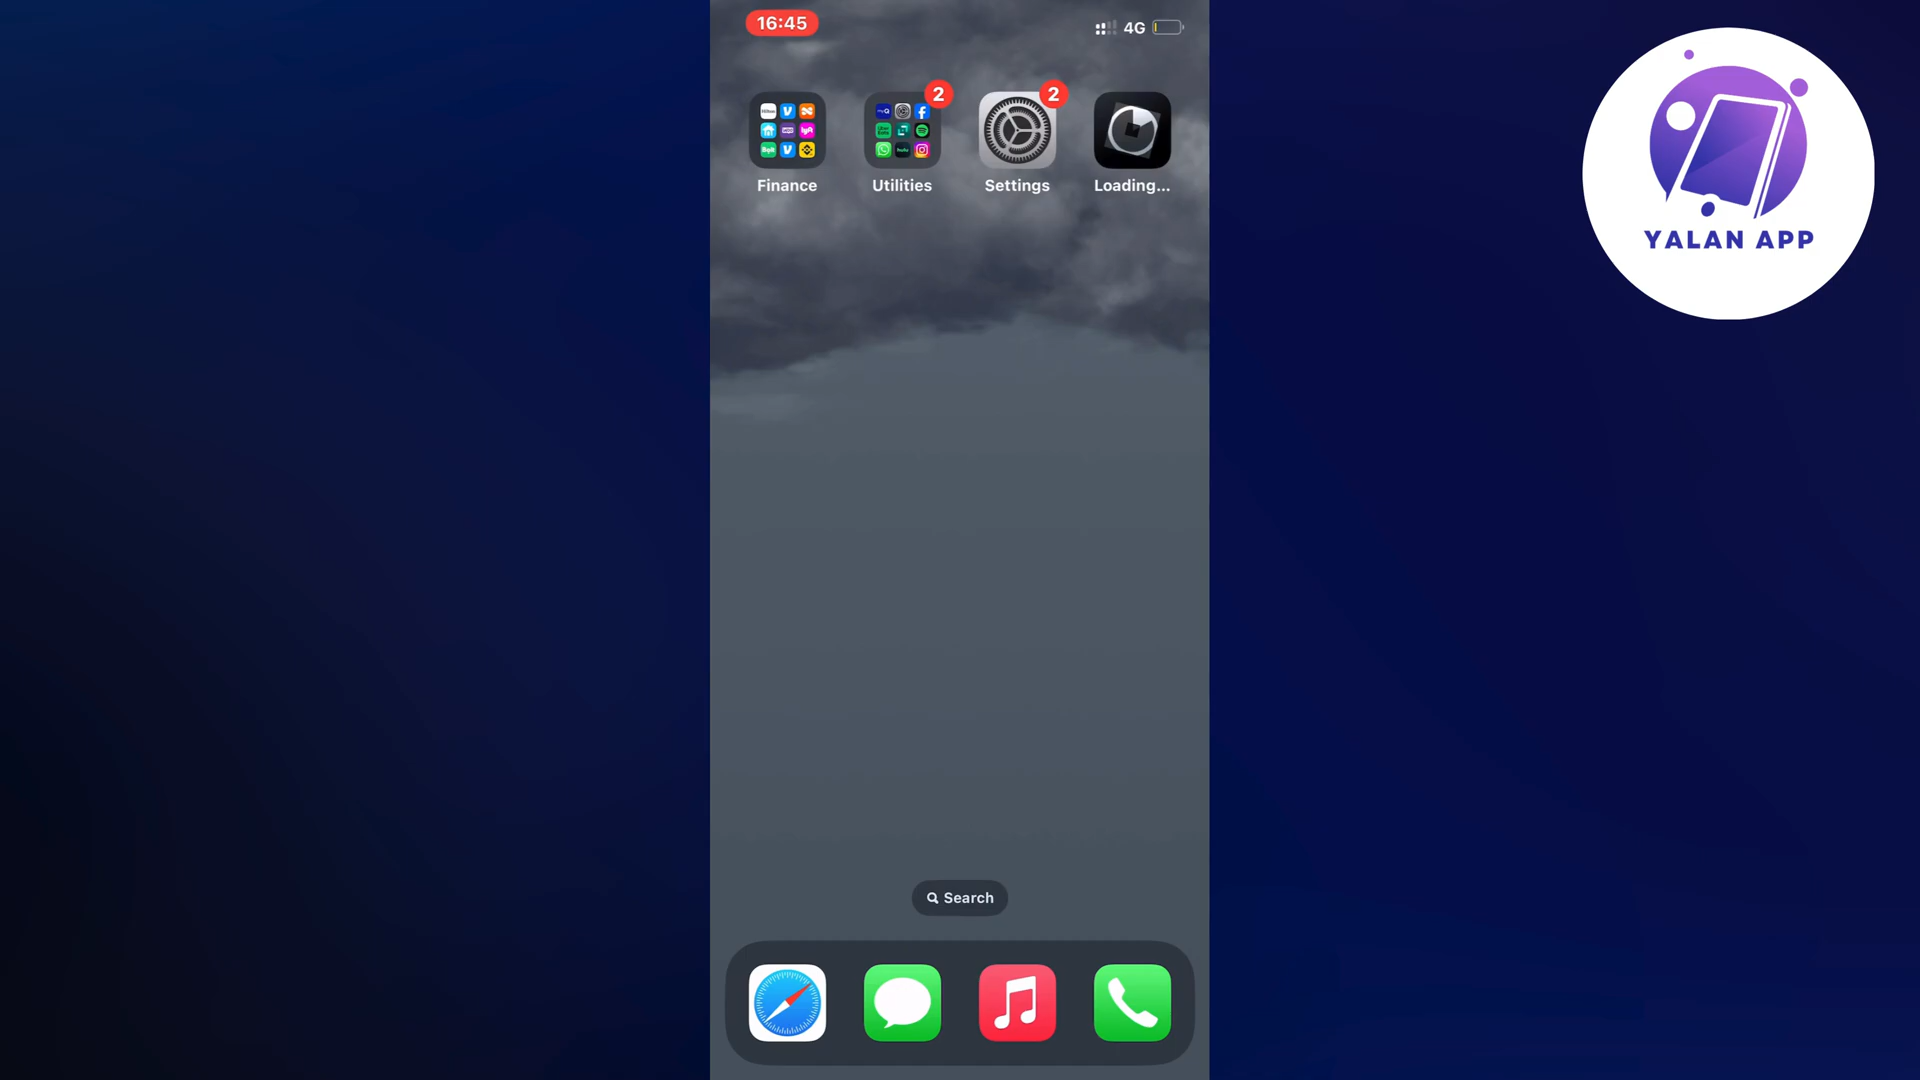 16:45
4G
2
2
Finance
Utilities
Settings
Loading...
YALAN APP
Search